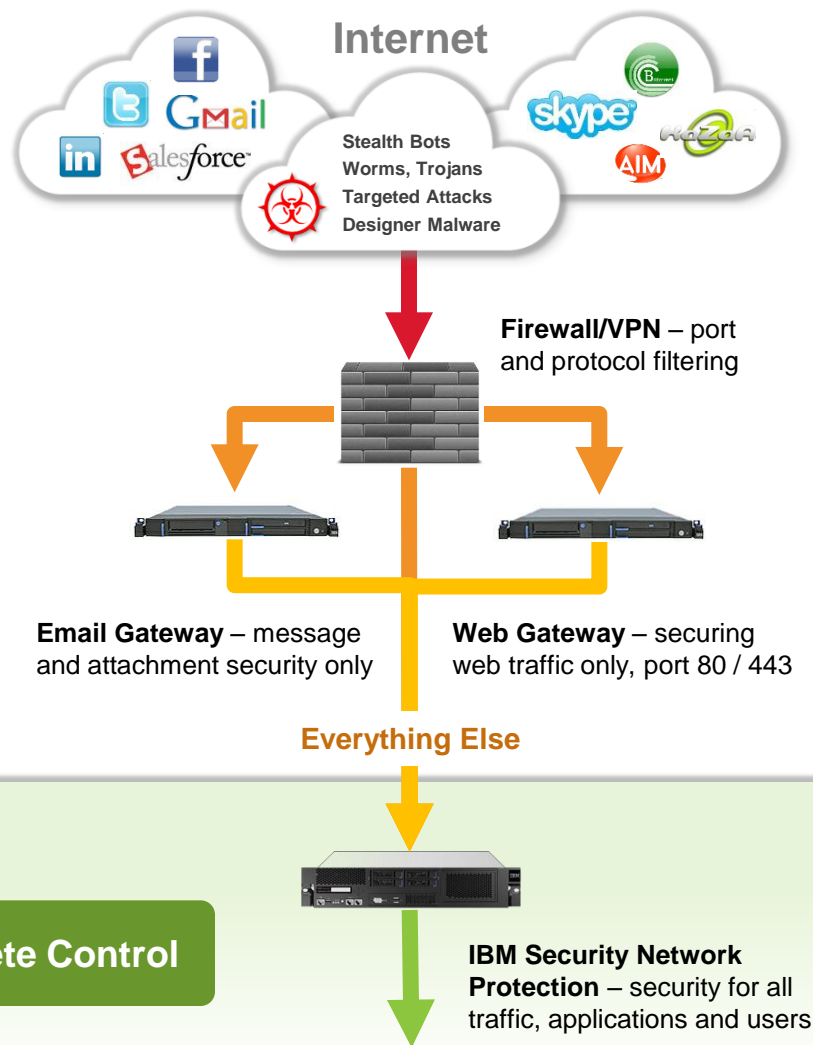 Internet
f
t
GMail
in
Salesforce
Stealth Bots
Worms, Trojans
Targeted Attacks
Designer Malware
skype
KaZaA
AIM
Firewall/VPN – port
and protocol filtering
Email Gateway – message
and attachment security only
Web Gateway – securing
web traffic only, port 80 / 443
Everything Else
ete Control
IBM Security Network
Protection – security for all
traffic, applications and users